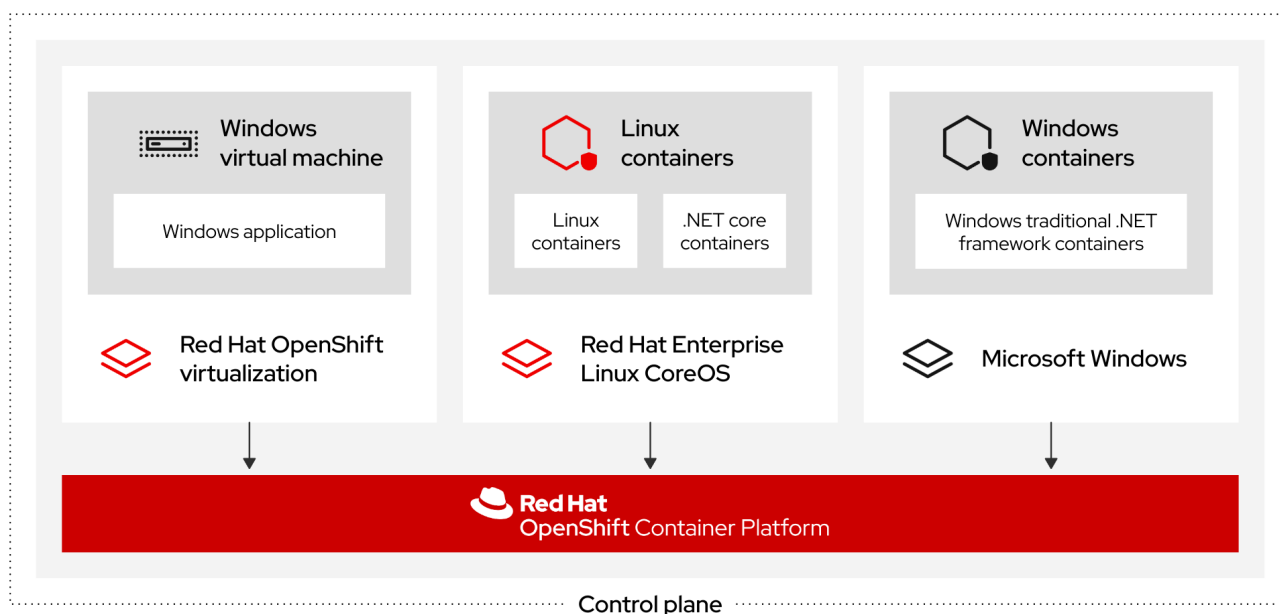 Windows
virtual machine
Windows application
Red Hat OpenShift
virtualization
Linux
containers
Linux
containers
.NET core
containers
Red Hat Enterprise
Linux CoreOS
Windows
containers
Windows traditional .NET
framework containers
Microsoft Windows
Red Hat
OpenShift Container Platform
Control plane